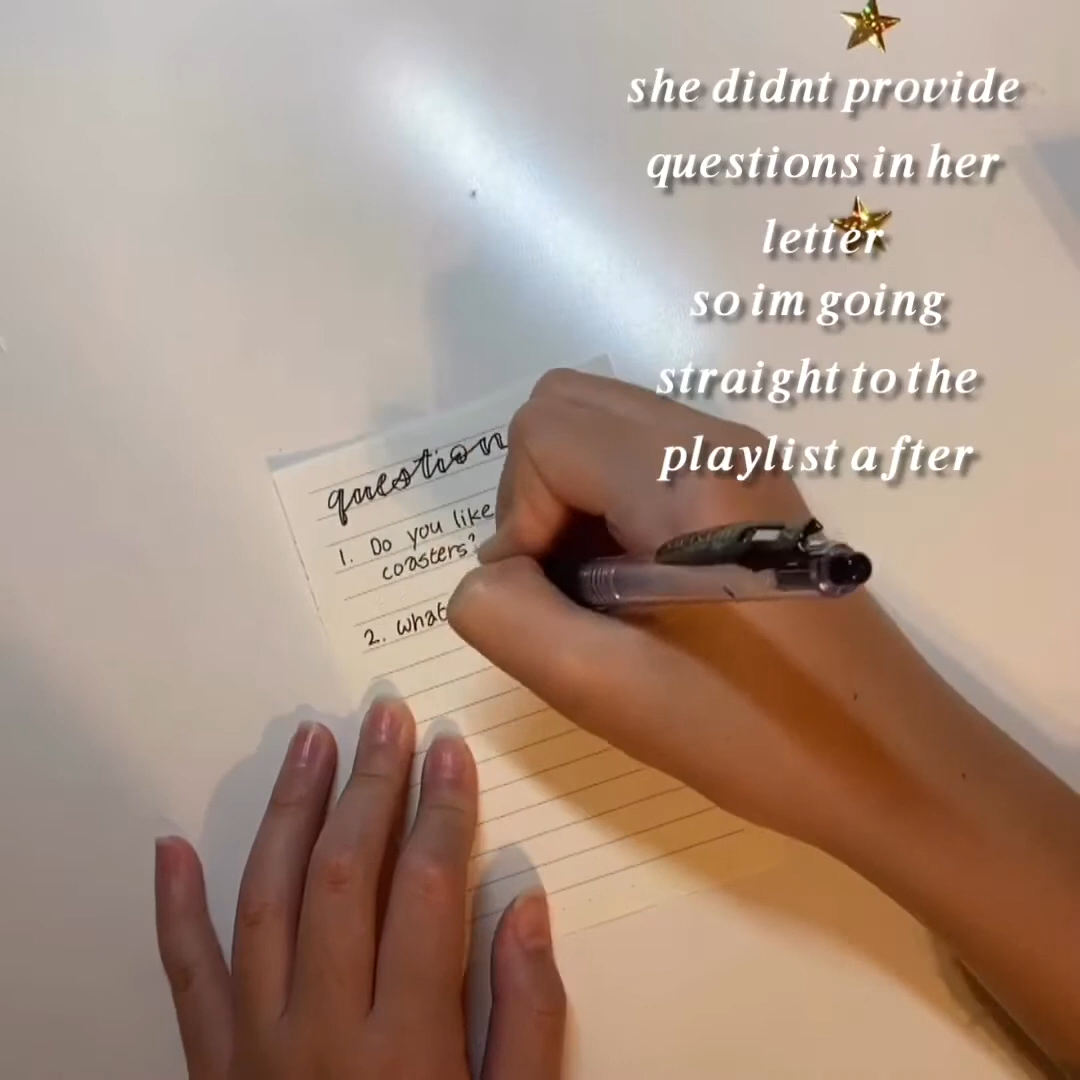 she didnt provide
questions in her
letter
so im going
straight to the
playlist after
question
1. Do you like
coasters?
2. what